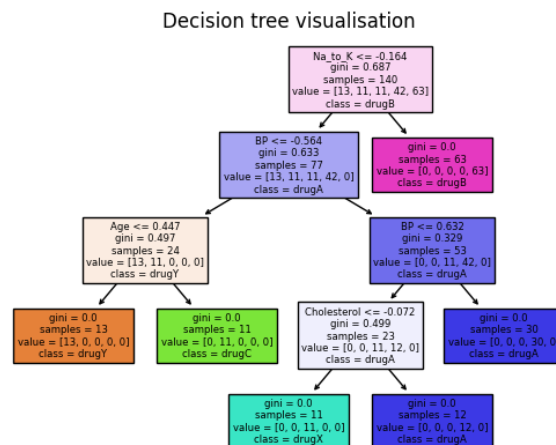 Decision tree visualisation
Na_to_K <= -0.164
gini = 0.687
samples = 140
value = [13, 11, 11, 42, 63]
class = drugB
BP <= -0.564
gini = 0.633
samples = 77
value = [13, 11, 11, 42, 0]
class = drugA
gini = 0.0
samples = 63
value = [0, 0, 0, 0, 63]
class = drugB
Age <= 0.447
gini = 0.497
samples = 24
value = [13, 11, 0, 0, 0]
class = drugY
BP <= 0.632
gini = 0.329
samples = 53
value = [0, 0, 11, 42, 0]
class = drugA
gini = 0.0
samples = 13
value = [13, 0, 0, 0, 0]
class = drugY
gini = 0.0
samples = 11
value = [0, 11, 0, 0, 0]
class = drugC
Cholesterol <= -0.072
gini = 0.499
samples = 23
value = [0, 0, 11, 12, 0]
class = drugA
gini = 0.0
samples = 30
value = [0, 0, 0, 30, 0]
class = drugA
gini = 0.0
samples = 11
value = [0, 0, 11, 0, 0]
class = drugX
gini = 0.0
samples = 12
value = [0, 0, 0, 12, 0]
class = drugA